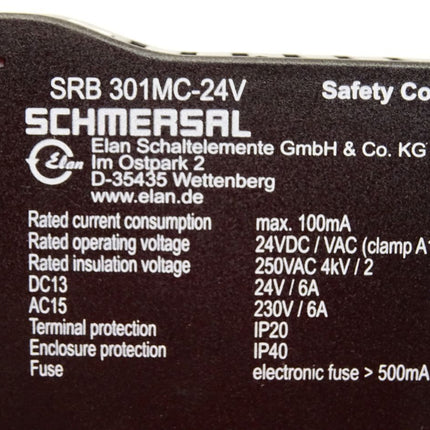 SRB 301MC-24V Safety Co
SCHMERSAL
Elan Elan Schaltelemente GmbH & Co. KG
Im Ostpark 2
D-35435 Wettenberg
www.elan.de
Rated current consumption max. 100mA
Rated operating voltage 24VDC / VAC (clamp A1
Rated insulation voltage 250VAC 4kV / 2
DC13 24V / 6A
AC15 230V / 6A
Terminal protection IP20
Enclosure protection IP40
Fuse electronic fuse > 500mA